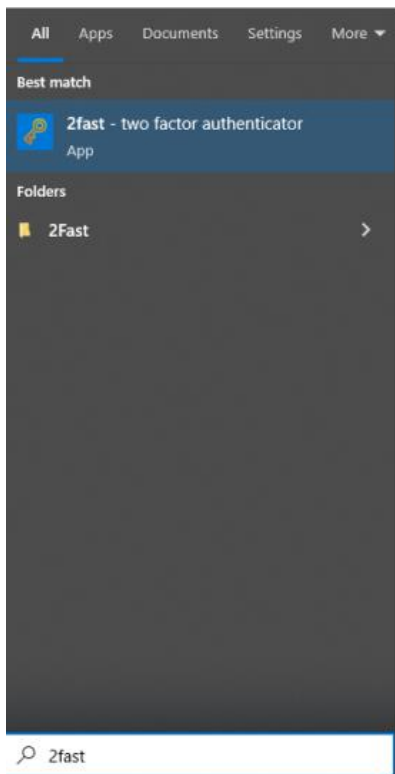 All Apps Documents Settings More
Best match
2fast - two factor authenticator
App
Folders
2Fast
2fast